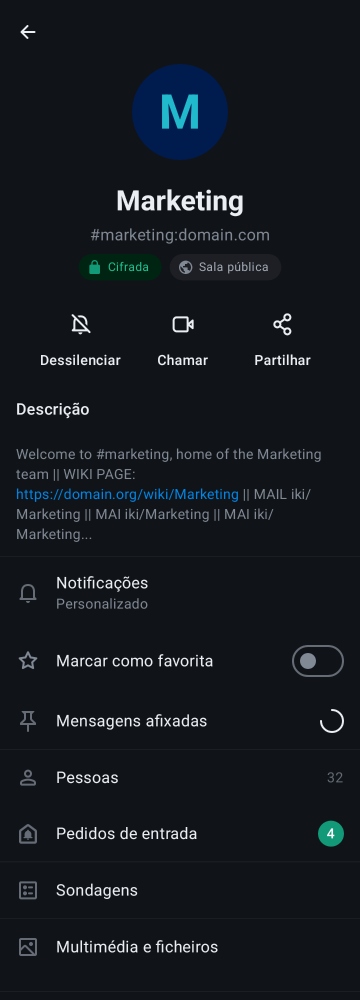 M
Marketing
#marketing:domain.com
Cifrada
Sala pública
Dessilenciar
Chamar
Partilhar
Descrição
Welcome to #marketing, home of the Marketing
team || WIKI PAGE:
https://domain.org/wiki/Marketing || MAIL iki/
Marketing || MAI iki/Marketing || MAI iki/
Marketing...
Notificações
Personalizado
Marcar como favorita
Mensagens afixadas
Pessoas 32
Pedidos de entrada 4
Sondagens
Multimédia e ficheiros